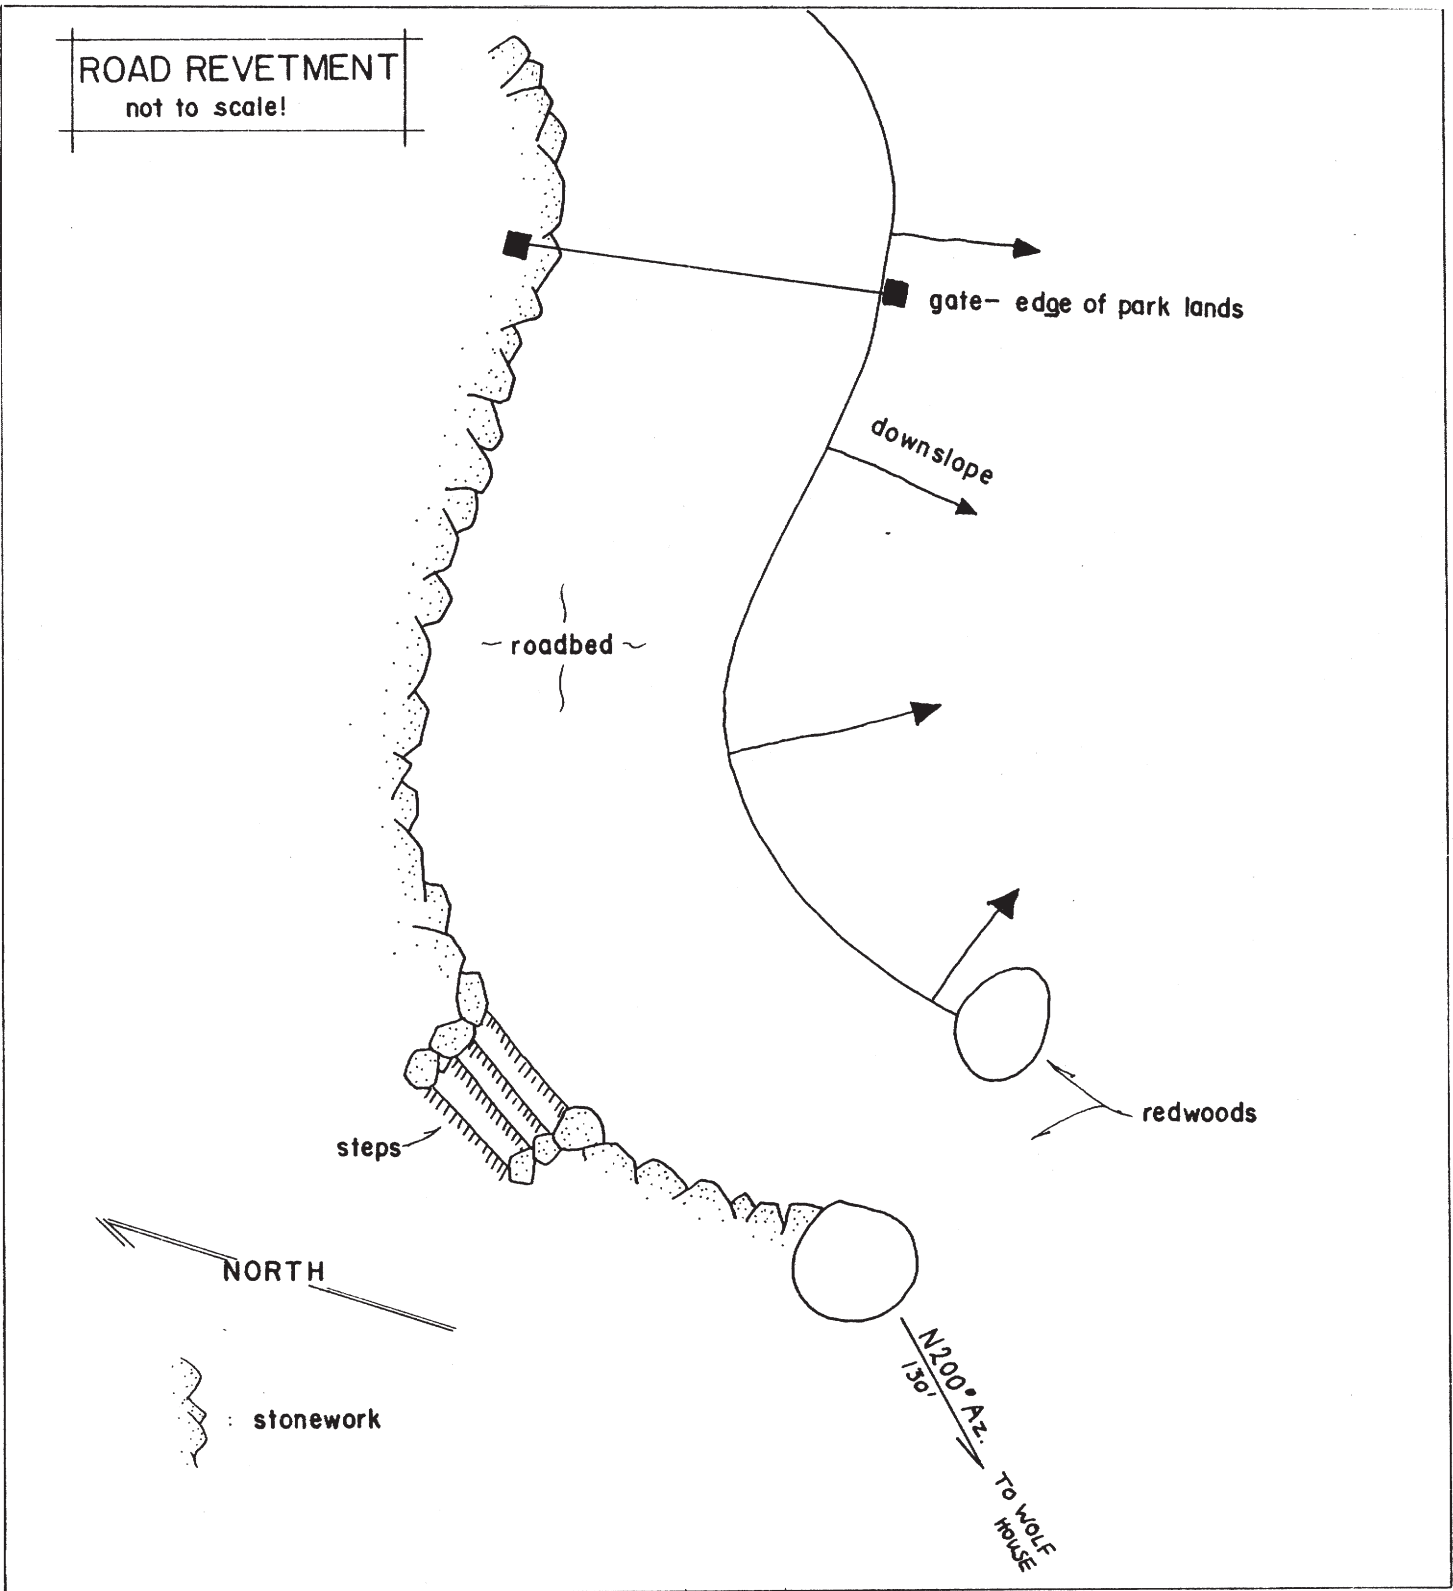 ROAD REVETMENT
not to scale!
gate– edge of park lands
downslope
~ roadbed ~
redwoods
steps
NORTH
: stonework
N200° Az.
130'
TO WOLF
HOUSE